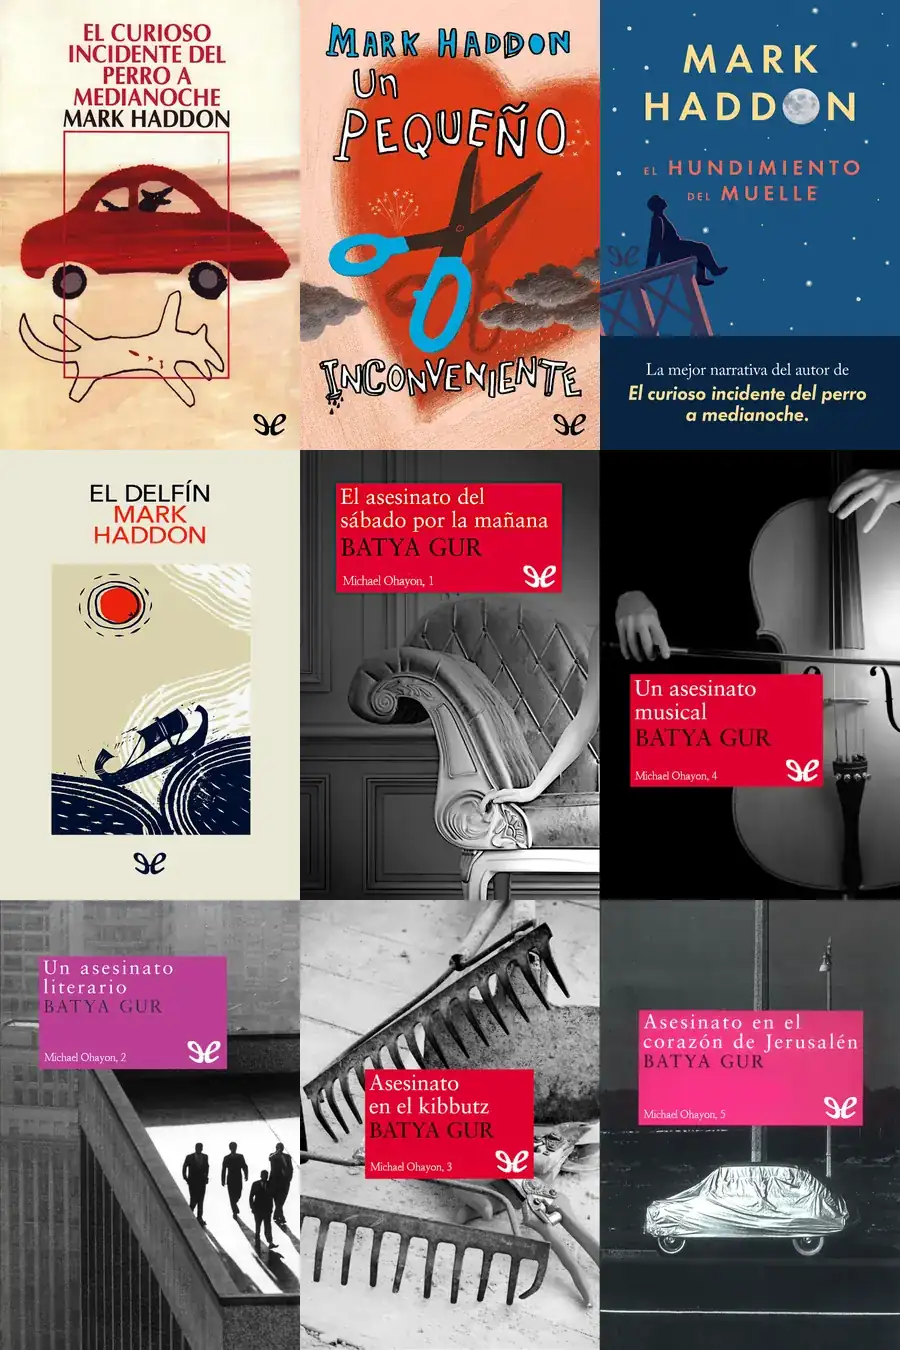 EL CURIOSO
INCIDENTE DEL
PERRO A
MEDIANOCHE
MARK HADDON
MARK HADDON
Un
PEQUEÑO
INCONVENIENTE
MARK
HADDON
EL HUNDIMIENTO
DEL MUELLE
La mejor narrativa del autor de
El curioso incidente del perro
a medianoche.
EL DELFÍN
MARK
HADDON
El asesinato del
sábado por la mañana
BATYA GUR
Michael Ohayon, 1
Un asesinato
musical
BATYA GUR
Michael Ohayon, 4
Un asesinato
literario
BATYA GUR
Michael Ohayon, 2
Asesinato
en el kibbutz
BATYA GUR
Michael Ohayon, 3
Asesinato en el
corazón de Jerusalén
BATYA GUR
Michael Ohayon, 5